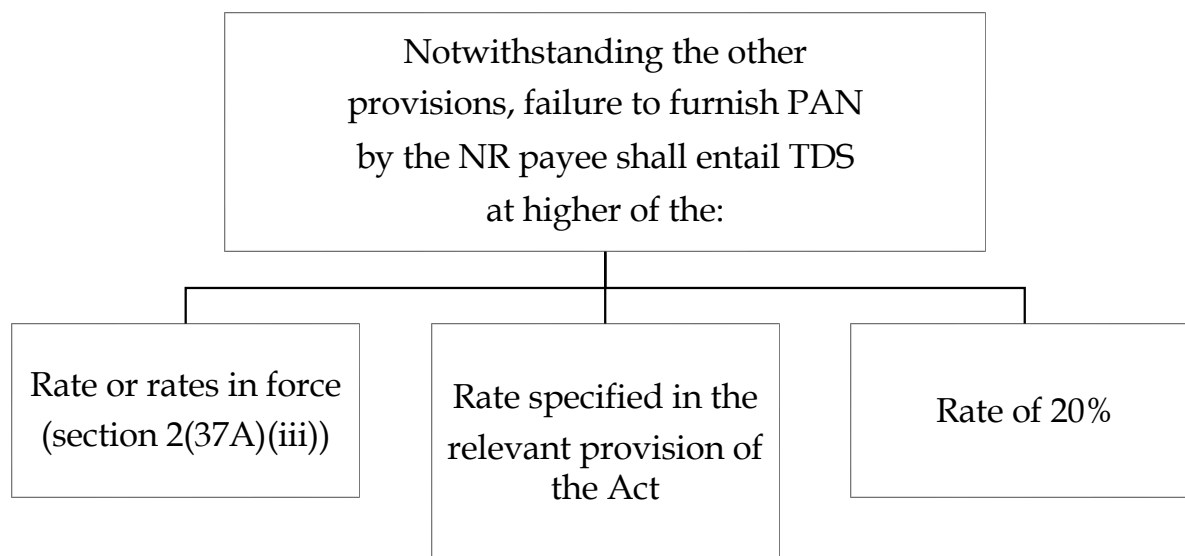 Notwithstanding the other
provisions, failure to furnish PAN
by the NR payee shall entail TDS
at higher of the:
Rate or rates in force
(section 2(37A)(iii))
Rate specified in the
relevant provision of
the Act
Rate of 20%